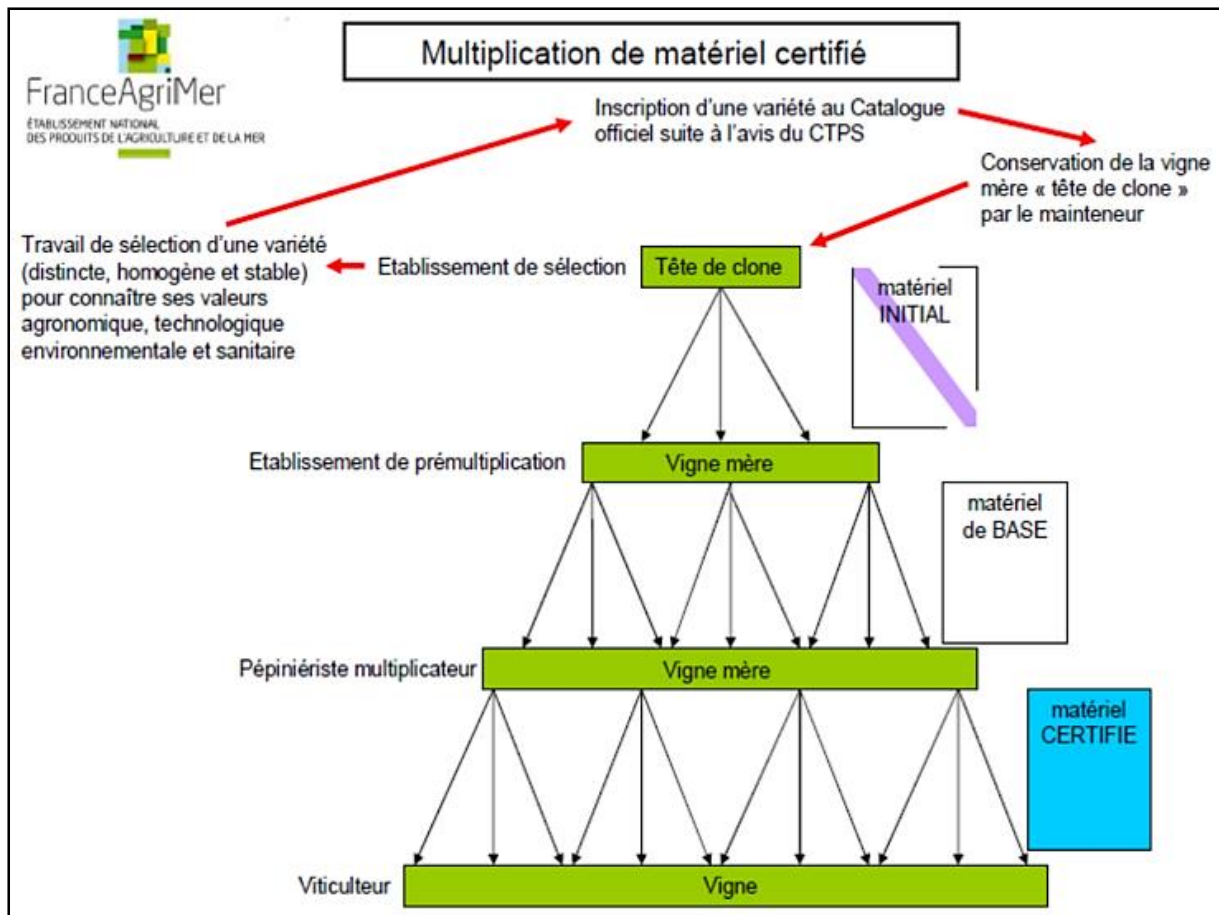 FranceAgriMer
ÉTABLISSEMENT NATIONAL
DES PRODUITS DE L'AGRICULTURE ET DE LA MER
Multiplication de matériel certifié
Inscription d'une variété au Catalogue
officiel suite à l'avis du CTPS
Conservation de la vigne
mère « tête de clone »
par le mainteneur
Travail de sélection d'une variété
(distincte, homogène et stable)
pour connaître ses valeurs
agronomique, technologique
environnementale et sanitaire
Etablissement de sélection
Tête de clone
matériel
INITIAL
Etablissement de prémultiplication
Vigne mère
matériel
de BASE
Pépiniériste multiplicateur
Vigne mère
matériel
CERTIFIE
Viticulteur
Vigne